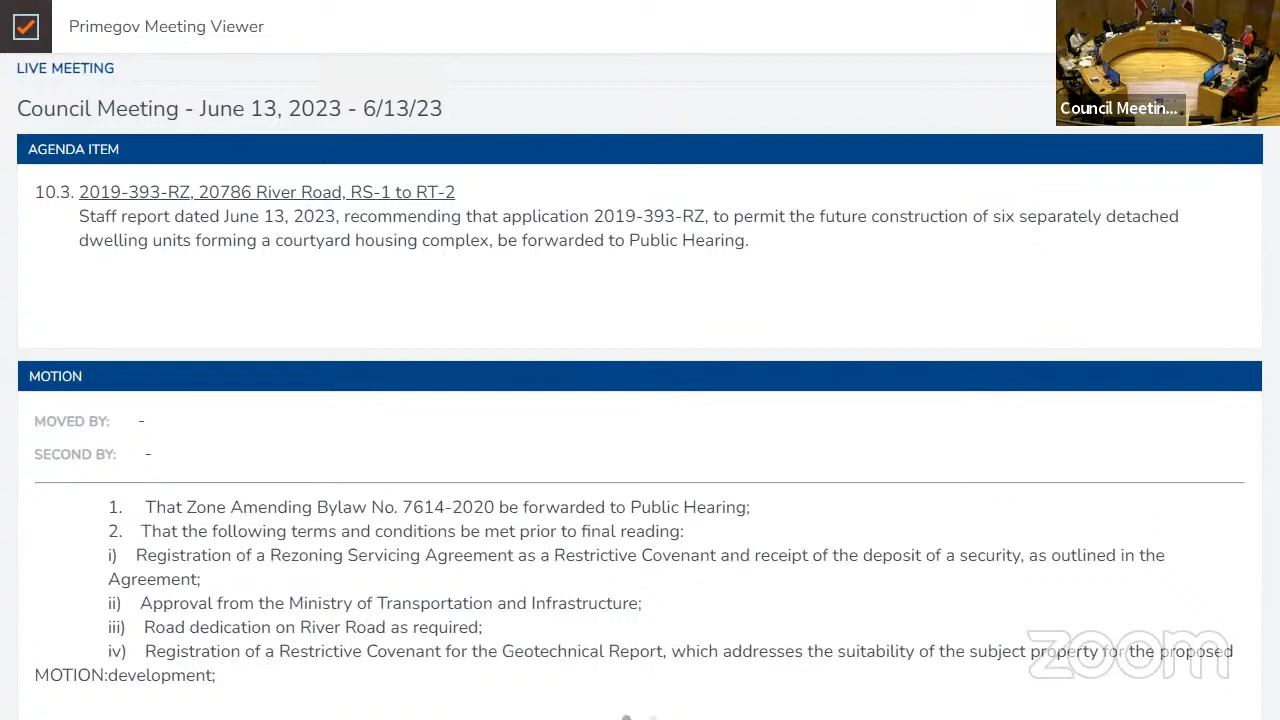 Primegov Meeting Viewer
LIVE MEETING
Council Meeting - June 13, 2023 - 6/13/23
Council Meetin...
AGENDA ITEM
10.3. 2019-393-RZ, 20786 River Road, RS-1 to RT-2
Staff report dated June 13, 2023, recommending that application 2019-393-RZ, to permit the future construction of six separately detached
dwelling units forming a courtyard housing complex, be forwarded to Public Hearing.
MOTION
MOVED BY: -
SECOND BY: -
1. That Zone Amending Bylaw No. 7614-2020 be forwarded to Public Hearing;
2. That the following terms and conditions be met prior to final reading:
i) Registration of a Rezoning Servicing Agreement as a Restrictive Covenant and receipt of the deposit of a security, as outlined in the
Agreement;
ii) Approval from the Ministry of Transportation and Infrastructure;
iii) Road dedication on River Road as required;
iv) Registration of a Restrictive Covenant for the Geotechnical Report, which addresses the suitability of the subject property for the proposed
MOTION:development;
zoom